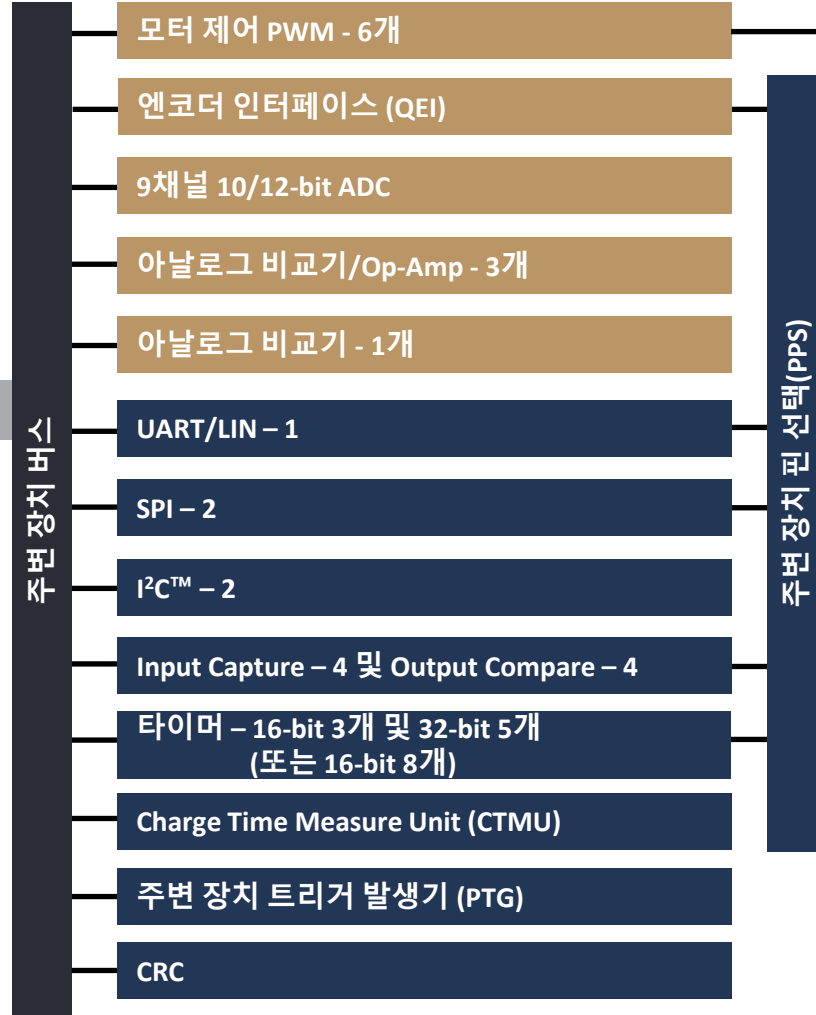 모터 제어 PWM - 6개
엔코더 인터페이스 (QEI)
9채널 10/12-bit ADC
아날로그 비교기/Op-Amp - 3개
아날로그 비교기 - 1개
UART/LIN – 1
SPI – 2
I²C™ – 2
Input Capture – 4 및 Output Compare – 4
타이머 – 16-bit 3개 및 32-bit 5개
(또는 16-bit 8개)
Charge Time Measure Unit (CTMU)
주변 장치 트리거 발생기 (PTG)
CRC
주변 장치 버스
주변 장치 핀 선택(PPS)